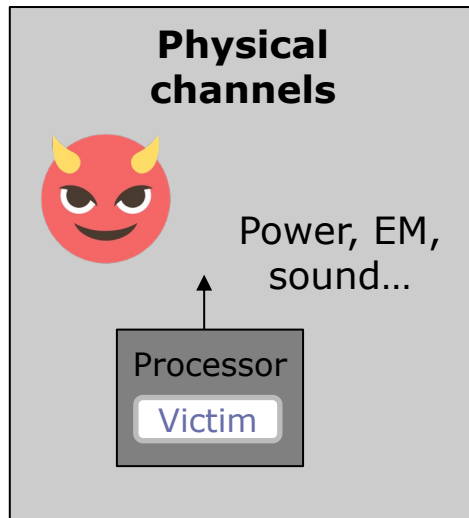 Physical
channels
Power, EM,
sound…
Processor
Victim